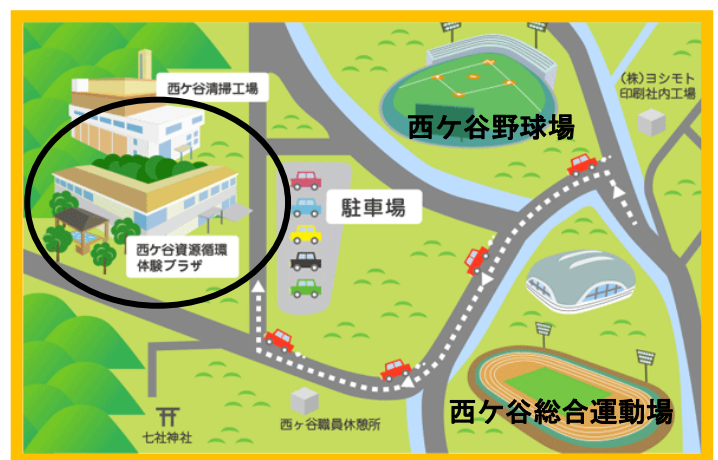 西ケ谷清掃工場
(株)ヨシモト
印刷社内工場
西ケ谷野球場
駐車場
西ケ谷資源循環
体験プラザ
西ケ谷総合運動場
西ヶ谷職員休憩所
七社神社